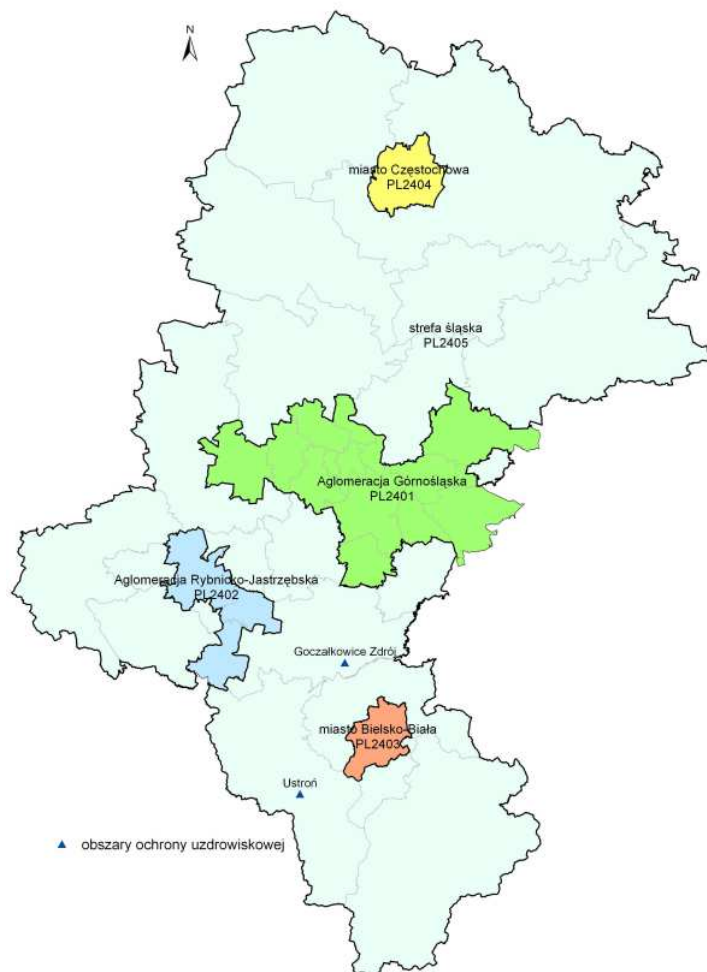 N
miasto Częstochowa
PL2404
strefa śląska
PL2405
Aglomeracja Górnośląska
PL2401
Aglomeracja Rybnicko-Jastrzębska
PL2402
Goczałkowice Zdrój
miasto Bielsko-Biała
PL2403
Ustroń
obszary ochrony uzdrowiskowej